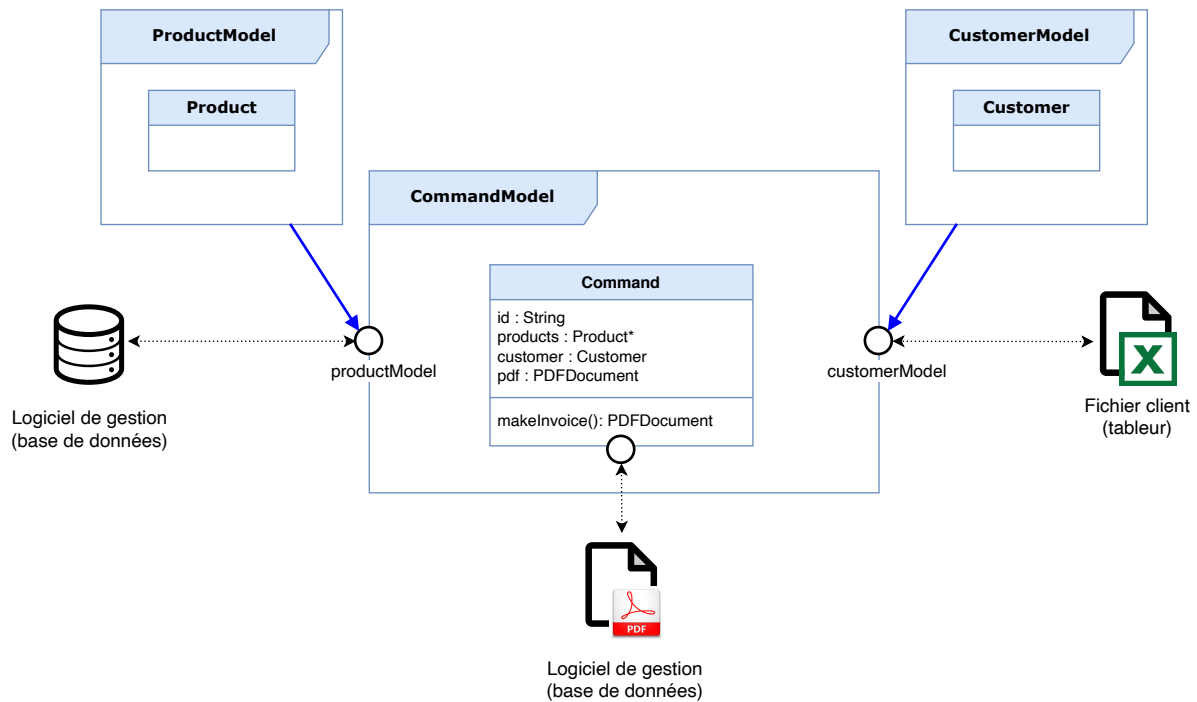 ProductModel
Product
CustomerModel
Customer
CommandModel
Command
id : String
products : Product*
customer : Customer
pdf : PDFDocument
makeInvoice(): PDFDocument
productModel
customerModel
Logiciel de gestion
(base de données)
X
Fichier client
(tableur)
PDF
Logiciel de gestion
(base de données)